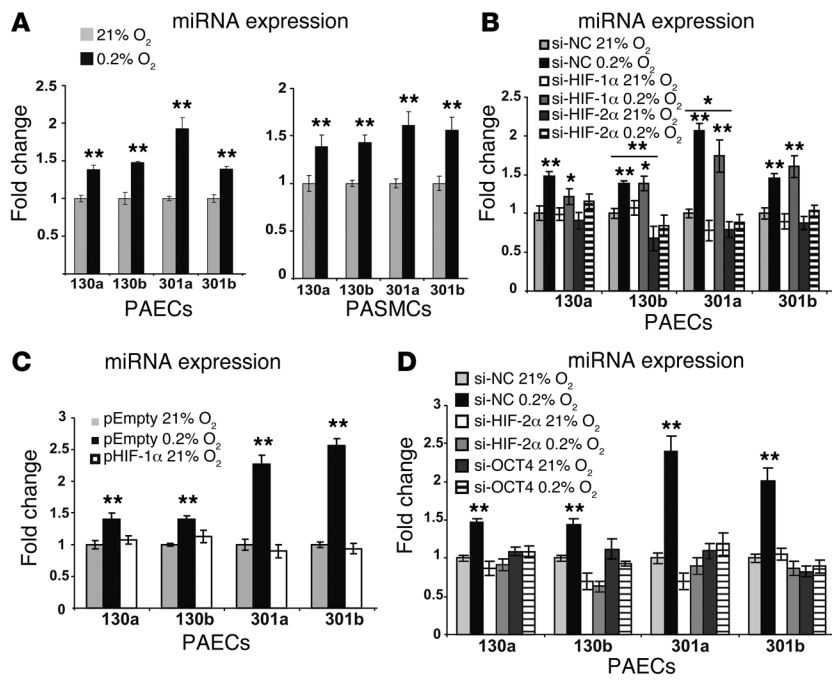 A
miRNA expression
21% O2
0.2% O2
Fold change
2.5
2
1.5
1
0.5
**
**
**
**
130a 130b 301a 301b
PAECs
2
1.5
1
0.5
0
**
**
**
**
130a 130b 301a 301b
PASMCs
B
miRNA expression
si-NC 21% O2
si-NC 0.2% O2
si-HIF-1α 21% O2
si-HIF-1α 0.2% O2
si-HIF-2α 21% O2
si-HIF-2α 0.2% O2
Fold change
2.5
2
1.5
1
0.5
0
** *
**
** *
*
** **
** **
130a 130b 301a 301b
PAECs
C
miRNA expression
pEmpty 21% O2
pEmpty 0.2% O2
pHIF-1α 21% O2
Fold change
3
2.5
2
1.5
1
0.5
0
**
**
**
**
130a 130b 301a 301b
PAECs
D
miRNA expression
si-NC 21% O2
si-NC 0.2% O2
si-HIF-2α 21% O2
si-HIF-2α 0.2% O2
si-OCT4 21% O2
si-OCT4 0.2% O2
Fold change
3
2.5
2
1.5
1
0.5
0
**
**
**
**
130a 130b 301a 301b
PAECs